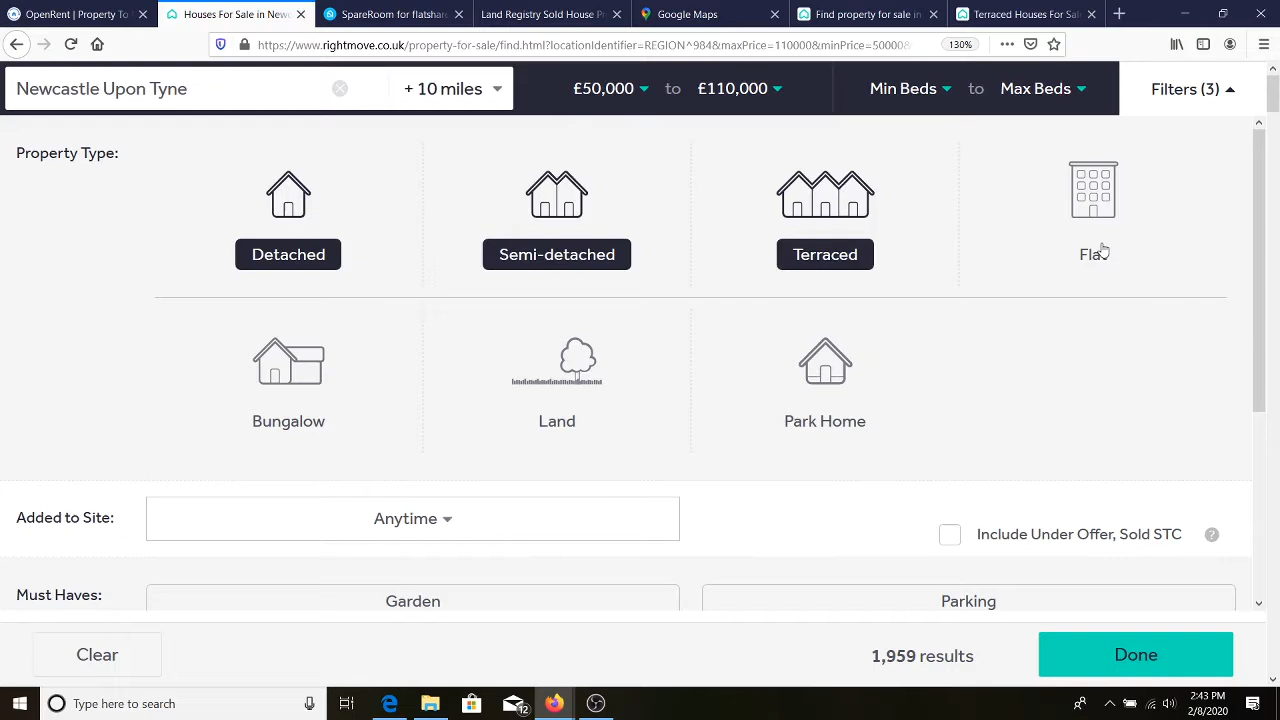 OpenRent | Property To
Houses For Sale in Newc
SpareRoom for flatshare
Land Registry Sold House Pr
Google Maps
Find property for sale in
Terraced Houses For Sale
https://www.rightmove.co.uk/property-for-sale/find.html
REGION^984&maxPrice=110000&minPrice=50000
130%
Newcastle Upon Tyne
+ 10 miles
£50,000 to £110,000
Min Beds to Max Beds
Filters (3)
Property Type:
Detached
Semi-detached
Terraced
Bungalow
Land
Park Home
Added to Site:
Anytime
Include Under Offer, Sold STC
?
Must Haves:
Garden
Parking
Clear
1,959 results
Done
Type here to search
12
2:43 PM
2/8/2020